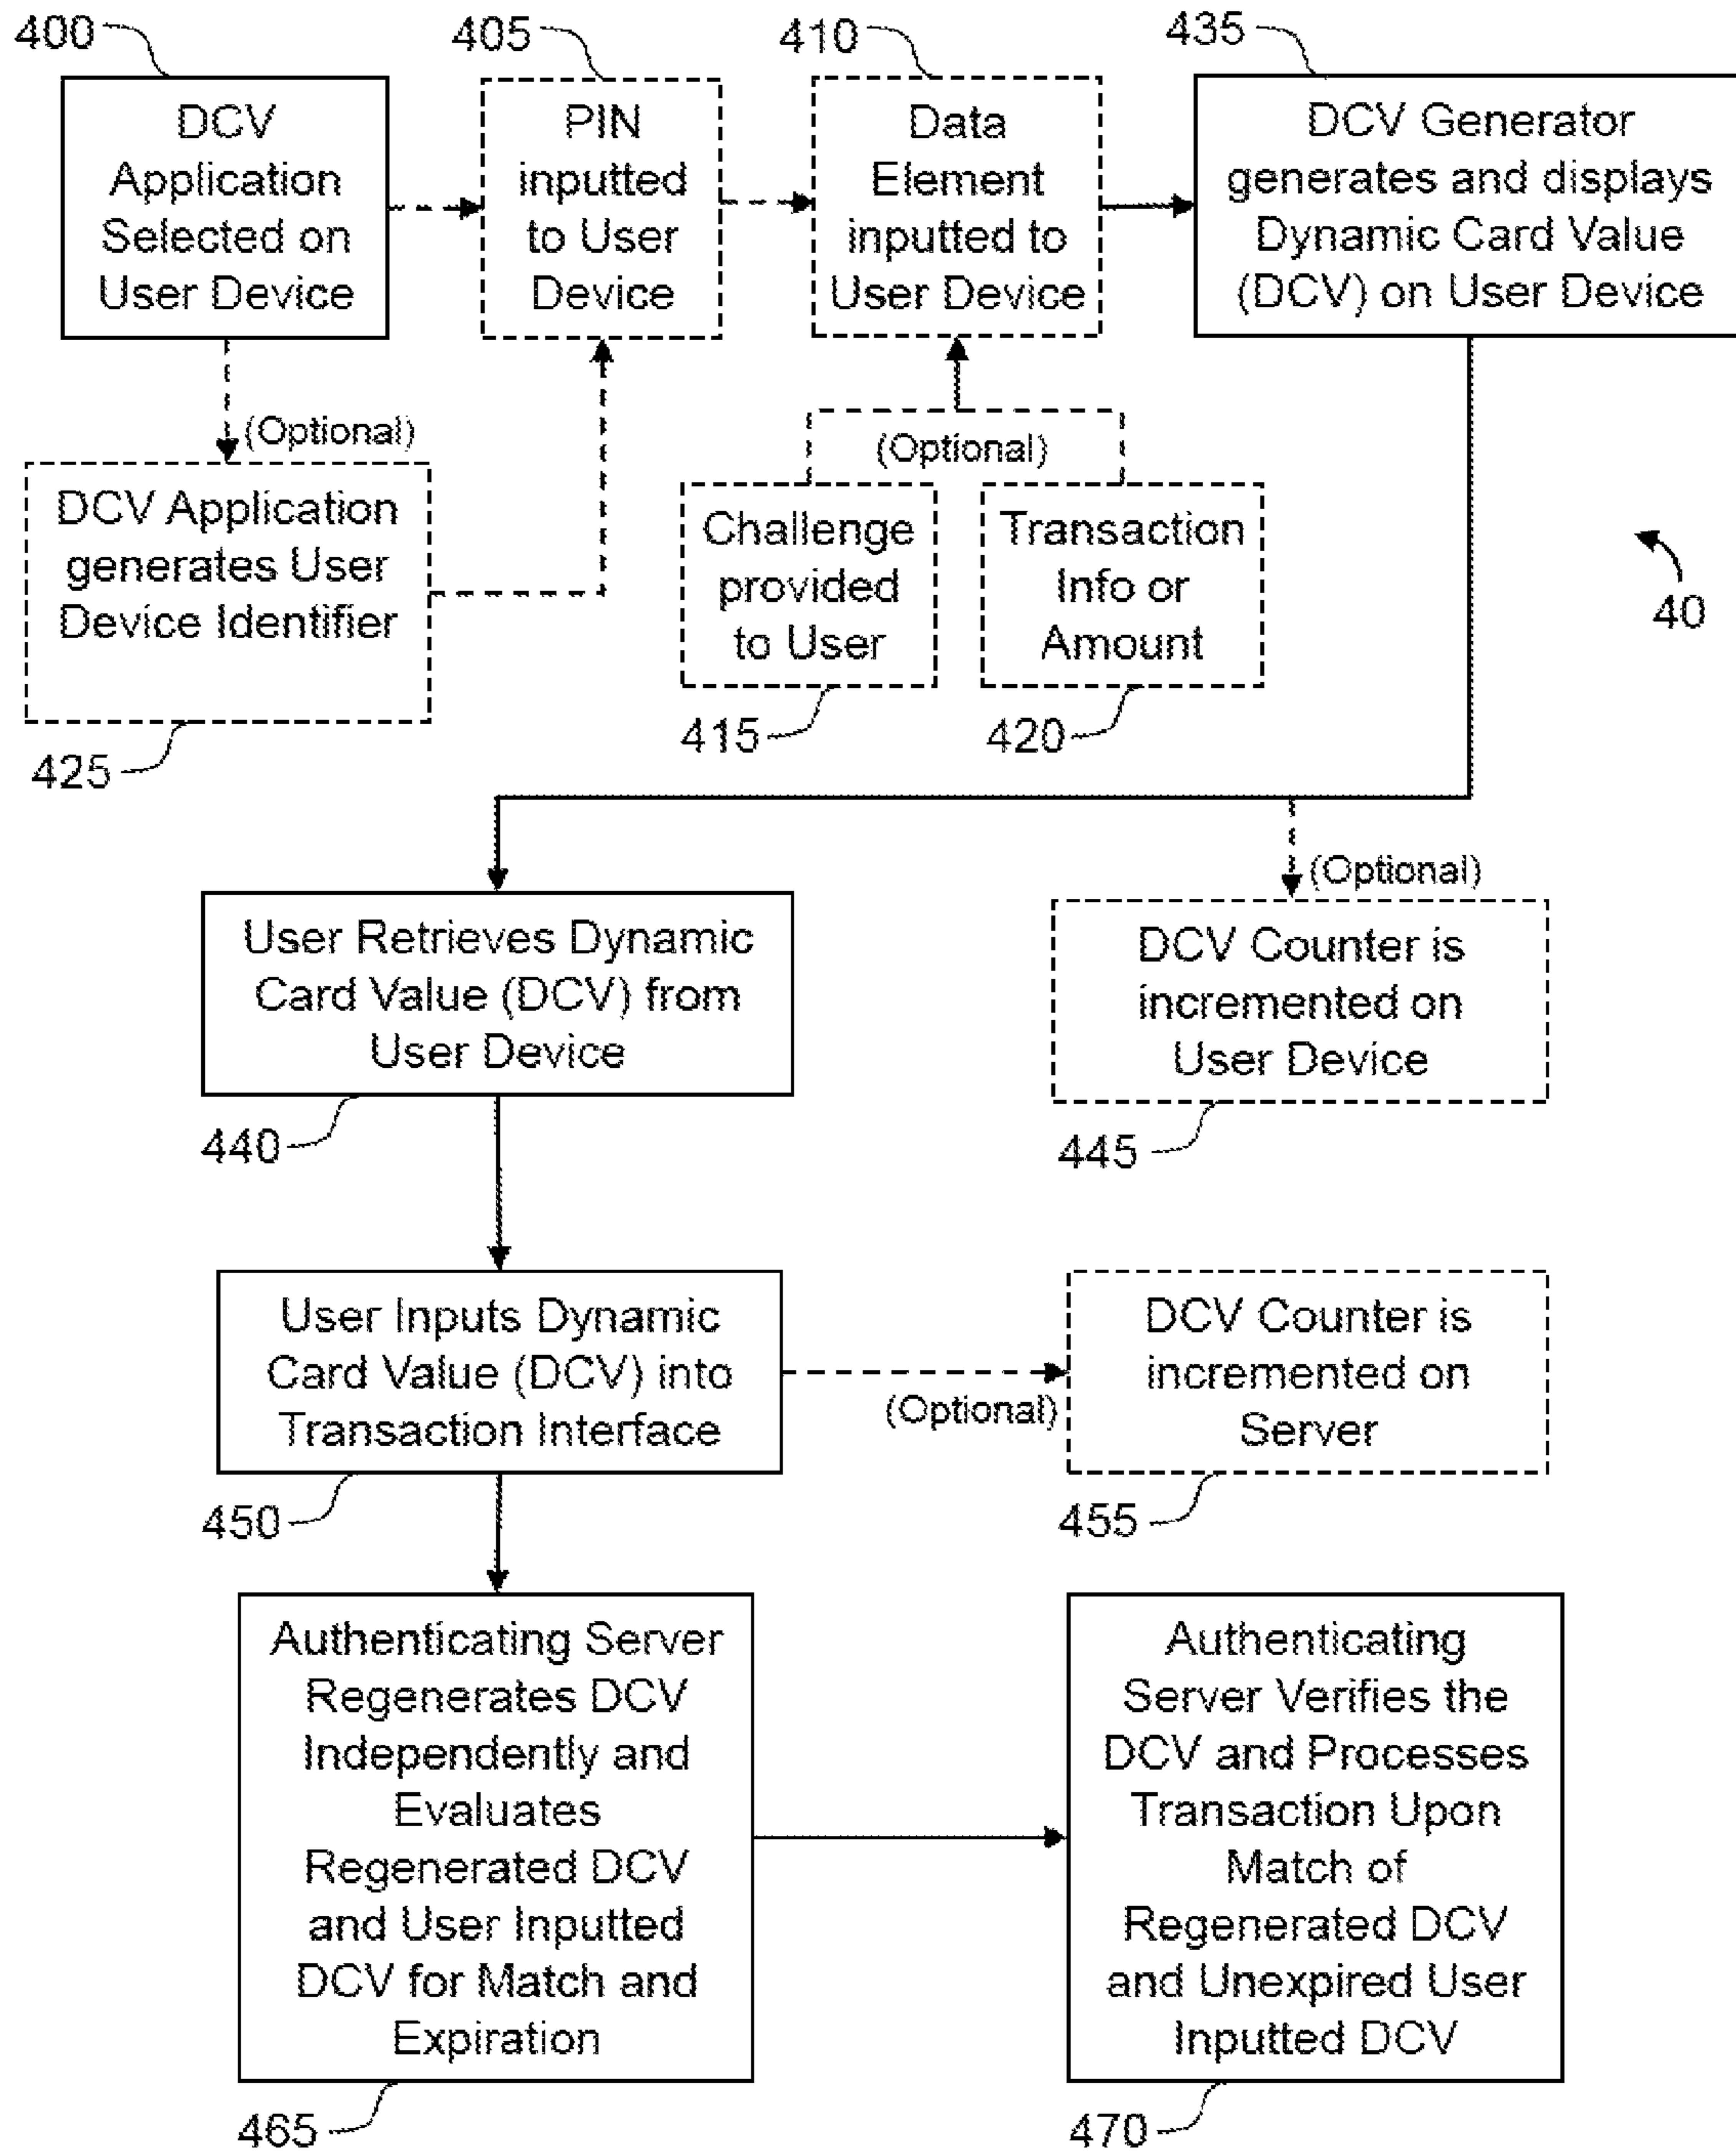 400
DCV
Application
Selected on
User Device
405
PIN
inputted
to User
Device
410
Data
Element
inputted to
User Device
435
DCV Generator
generates and displays
Dynamic Card Value
(DCV) on User Device
(Optional)
DCV Application
generates User
Device Identifier
425
(Optional)
Challenge
provided
to User
415
Transaction
Info or
Amount
420
40
User Retrieves Dynamic
Card Value (DCV) from
User Device
440
(Optional)
DCV Counter is
incremented on
User Device
445
User Inputs Dynamic
Card Value (DCV) into
Transaction Interface
450
(Optional)
DCV Counter is
incremented on
Server
455
Authenticating Server
Regenerates DCV
Independently and
Evaluates
Regenerated DCV
and User Inputted
DCV for Match and
Expiration
465
Authenticating
Server Verifies the
DCV and Processes
Transaction Upon
Match of
Regenerated DCV
and Unexpired User
Inputted DCV
470